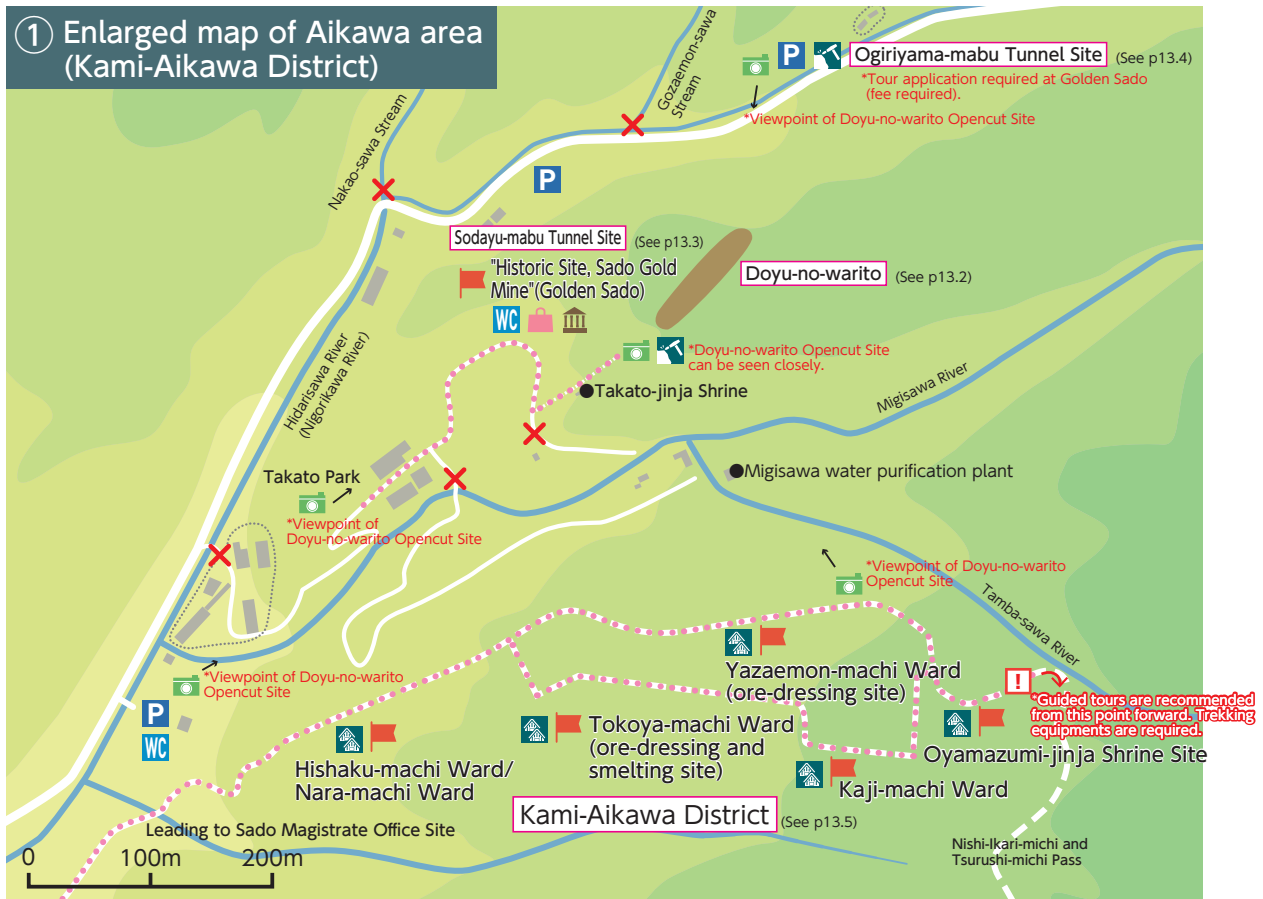 ① Enlarged map of Aikawa area
(Kami-Aikawa District)
Gozaemon-sawa
Stream
P
Ogiriyama-mabu Tunnel Site (See p13.4)
*Tour application required at Golden Sado
(fee required).
*Viewpoint of Doyu-no-warito Opencut Site
Nakao-sawa Stream
P
Sodayu-mabu Tunnel Site (See p13.3)
"Historic Site, Sado Gold
Mine"(Golden Sado)
WC
Doyu-no-warito (See p13.2)
*Doyu-no-warito Opencut Site
can be seen closely.
Takato-jinja Shrine
Hidarisawa River
(Nigorikawa River)
Migisawa River
Takato Park
*Viewpoint of
Doyu-no-warito Opencut Site
Migisawa water purification plant
*Viewpoint of Doyu-no-warito
Opencut Site
Tamba-sawa River
*Viewpoint of Doyu-no-warito
Opencut Site
P
WC
Yazaemon-machi Ward
(ore-dressing site)
!
*Guided tours are recommended
from this point forward. Trekking
equipments are required.
Tokoya-machi Ward
(ore-dressing and
smelting site)
Oyamazumi-jinja Shrine Site
Hishaku-machi Ward/
Nara-machi Ward
Kaji-machi Ward
Kami-Aikawa District (See p13.5)
Leading to Sado Magistrate Office Site
Nishi-Ikari-michi and
Tsurushi-michi Pass
0 100m 200m